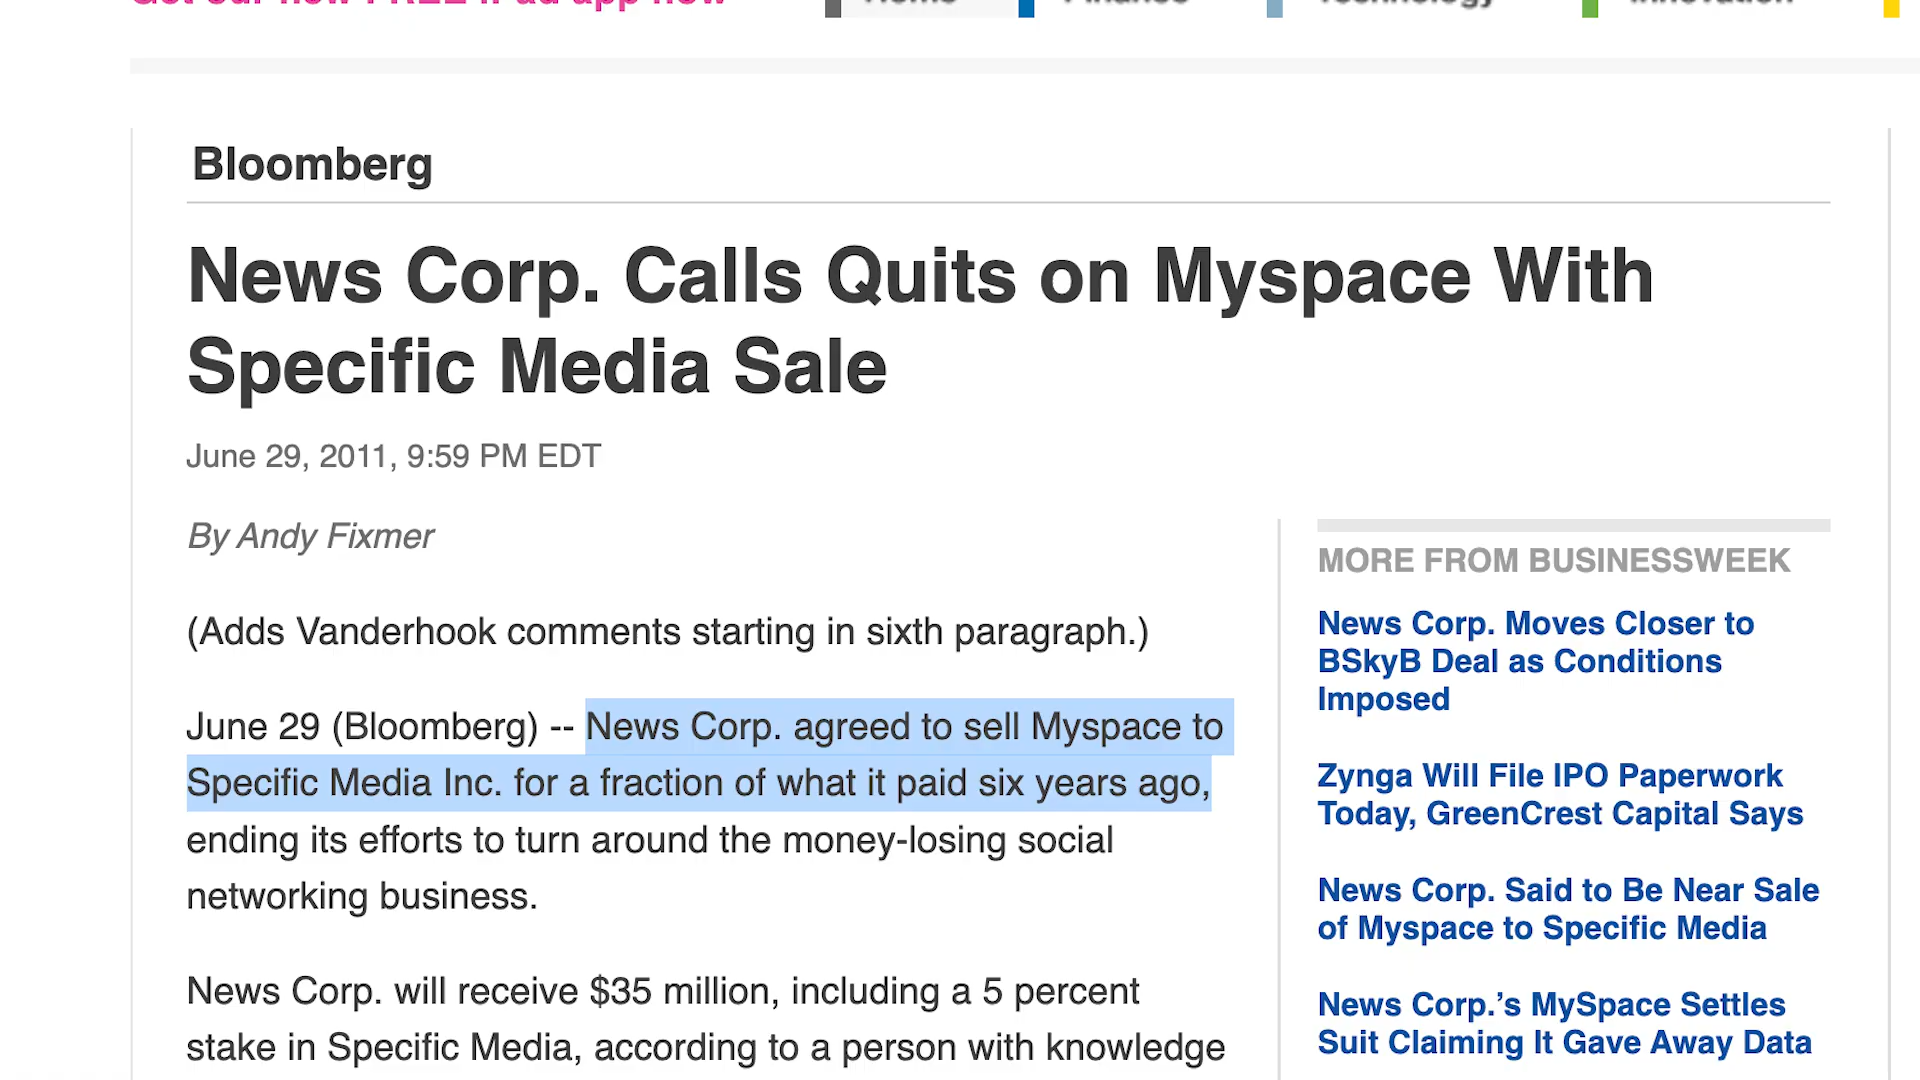 Get our new FREE iPad app now
Home
Finance
Technology
Innovation
Bloomberg
News Corp. Calls Quits on Myspace With
Specific Media Sale
June 29, 2011, 9:59 PM EDT
By Andy Fixmer
(Adds Vanderhook comments starting in sixth paragraph.)
June 29 (Bloomberg) -- News Corp. agreed to sell Myspace to
Specific Media Inc. for a fraction of what it paid six years ago,
ending its efforts to turn around the money-losing social
networking business.
News Corp. will receive $35 million, including a 5 percent
stake in Specific Media, according to a person with knowledge
MORE FROM BUSINESSWEEK
News Corp. Moves Closer to
BSkyB Deal as Conditions
Imposed
Zynga Will File IPO Paperwork
Today, GreenCrest Capital Says
News Corp. Said to Be Near Sale
of Myspace to Specific Media
News Corp.’s MySpace Settles
Suit Claiming It Gave Away Data